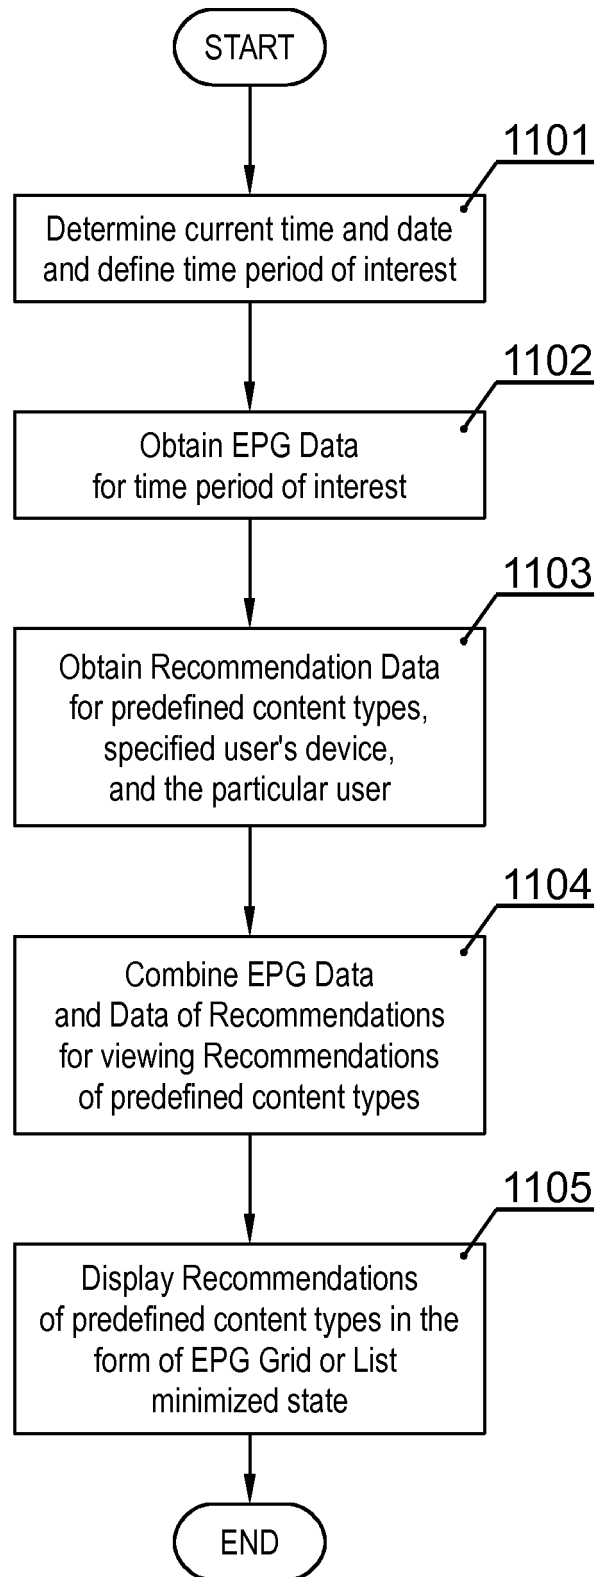 START
1101
Determine current time and date
and define time period of interest
1102
Obtain EPG Data
for time period of interest
1103
Obtain Recommendation Data
for predefined content types,
specified user's device,
and the particular user
1104
Combine EPG Data
and Data of Recommendations
for viewing Recommendations
of predefined content types
1105
Display Recommendations
of predefined content types in the
form of EPG Grid or List
minimized state
END